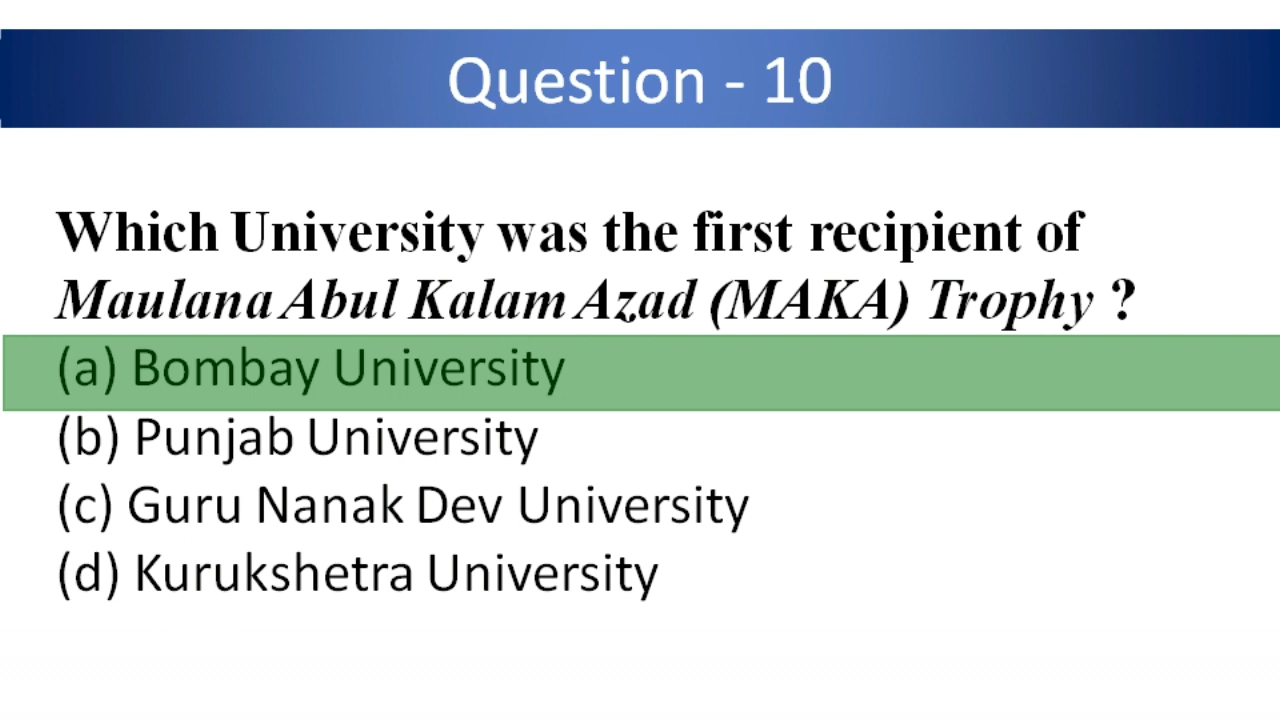 Question - 10
Which University was the first recipient of
Maulana Abul Kalam Azad (MAKA) Trophy ?
(a) Bombay University
(b) Punjab University
(c) Guru Nanak Dev University
(d) Kurukshetra University